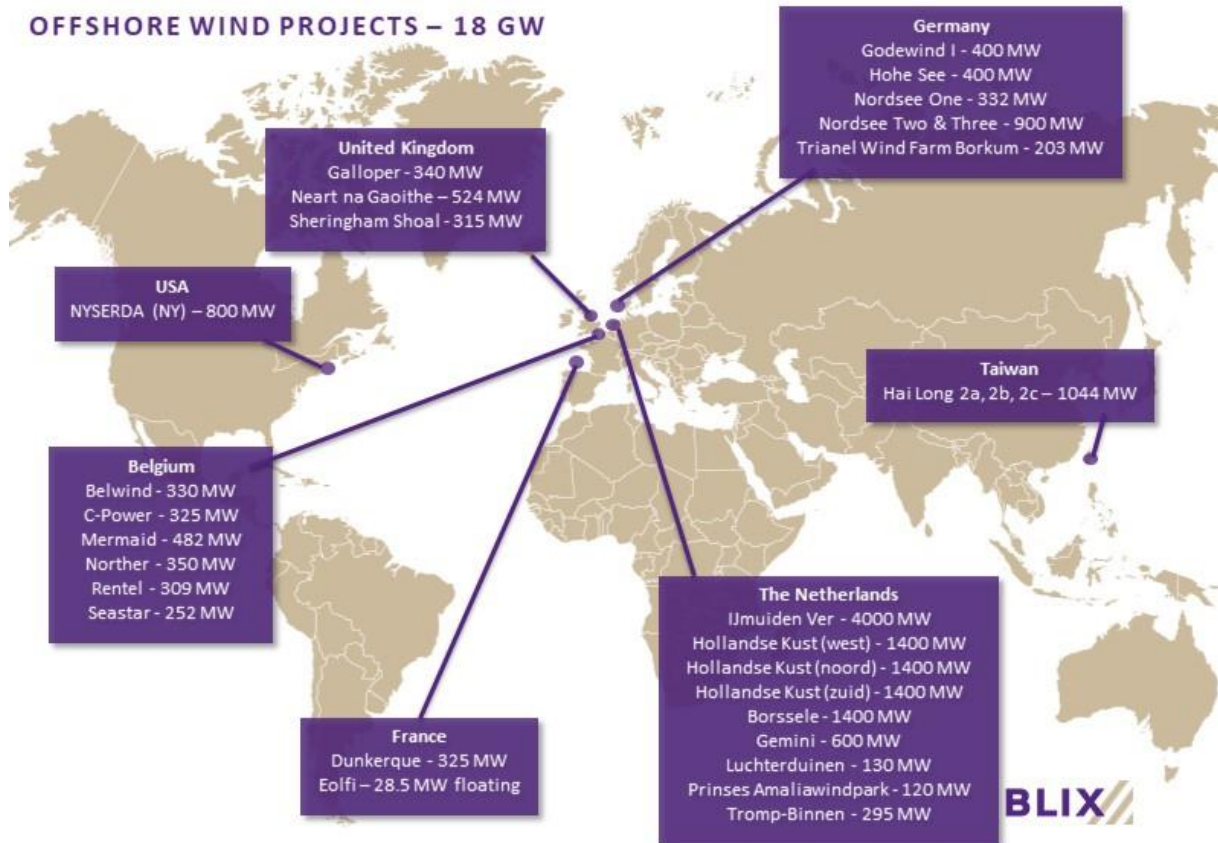 OFFSHORE WIND PROJECTS – 18 GW
Germany
Godewind I - 400 MW
Hohe See - 400 MW
Nordsee One - 332 MW
Nordsee Two & Three - 900 MW
Trianel Wind Farm Borkum - 203 MW
United Kingdom
Galloper - 340 MW
Neart na Gaoithe – 524 MW
Sheringham Shoal - 315 MW
USA
NYSERDA (NY) – 800 MW
Taiwan
Hai Long 2a, 2b, 2c – 1044 MW
Belgium
Belwind - 330 MW
C-Power - 325 MW
Mermaid - 482 MW
Norther - 350 MW
Rentel - 309 MW
Seastar - 252 MW
The Netherlands
IJmuiden Ver - 4000 MW
Hollandse Kust (west) - 1400 MW
Hollandse Kust (noord) - 1400 MW
Hollandse Kust (zuid) - 1400 MW
Borssele - 1400 MW
Gemini - 600 MW
Luchterduinen - 130 MW
Prinses Amaliawindpark - 120 MW
Tromp-Binnen - 295 MW
France
Dunkerque - 325 MW
Eolfi – 28.5 MW floating
BLIX